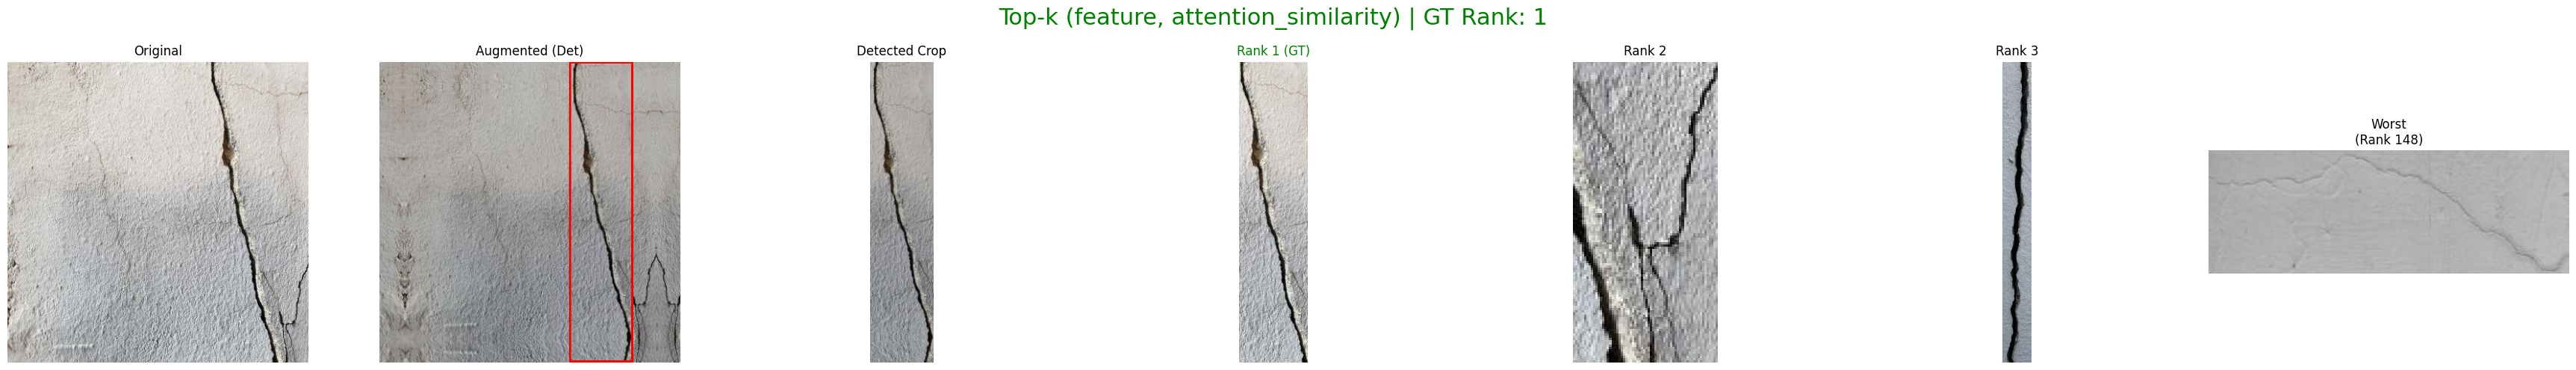 Top-k (feature, attention_similarity) | GT Rank: 1
Original
Augmented (Det)
Detected Crop
Rank 1 (GT)
Rank 2
Rank 3
Worst
(Rank 148)